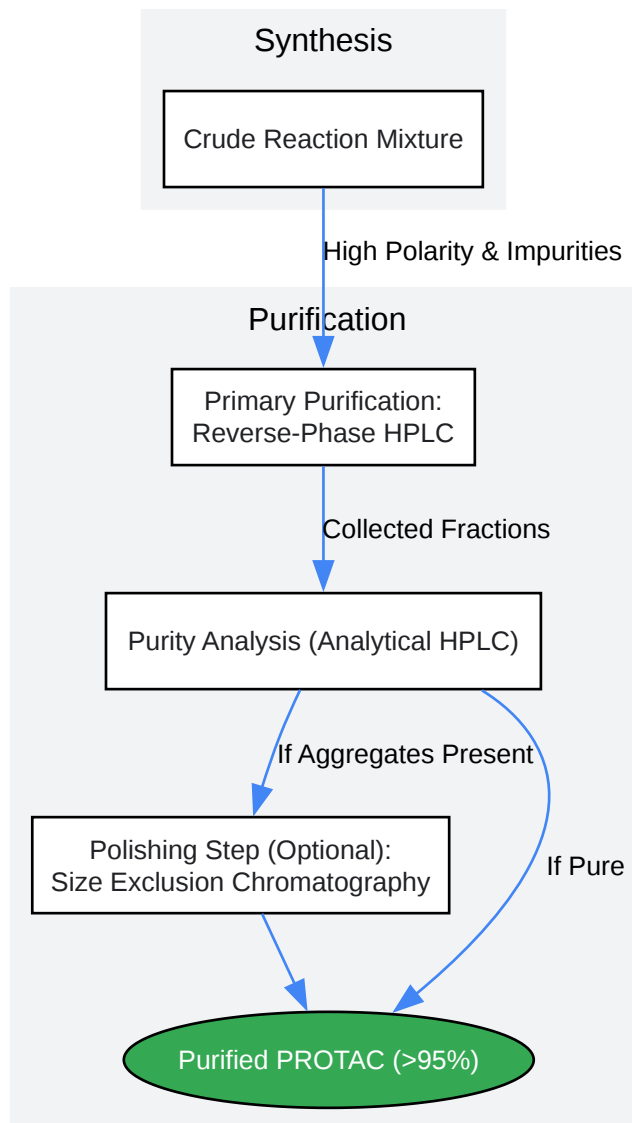 Synthesis
Crude Reaction Mixture
High Polarity & Impurities
Purification
Primary Purification:
Reverse-Phase HPLC
Collected Fractions
Purity Analysis (Analytical HPLC)
If Aggregates Present
Polishing Step (Optional):
Size Exclusion Chromatography
If Pure
Purified PROTAC (>95%)